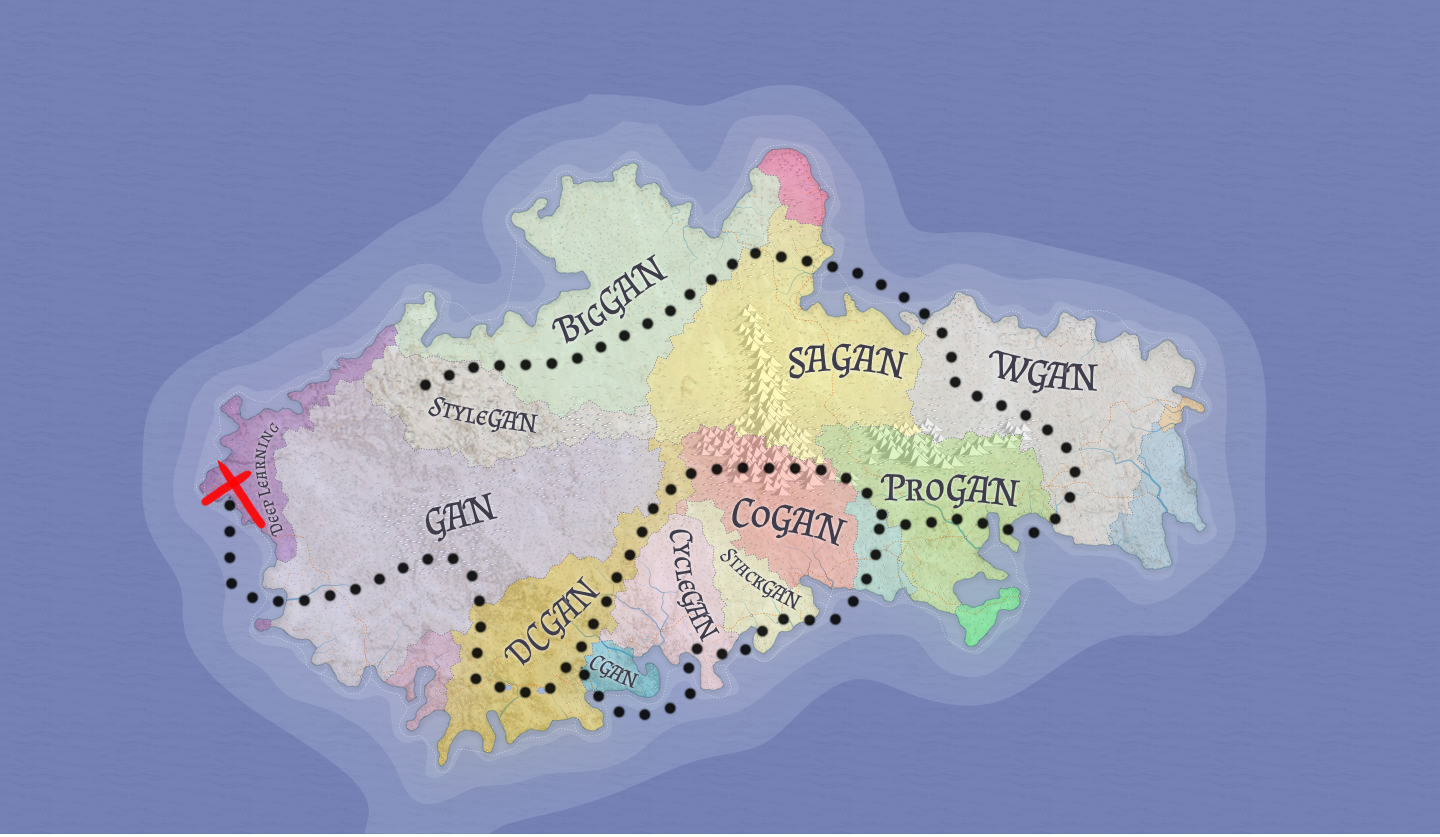 BigGAN
SAGAN
WGAN
StyleGAN
Deep Learning
GAN
ProGAN
CoGAN
CycleGAN
StackGAN
DCGAN
CGAN